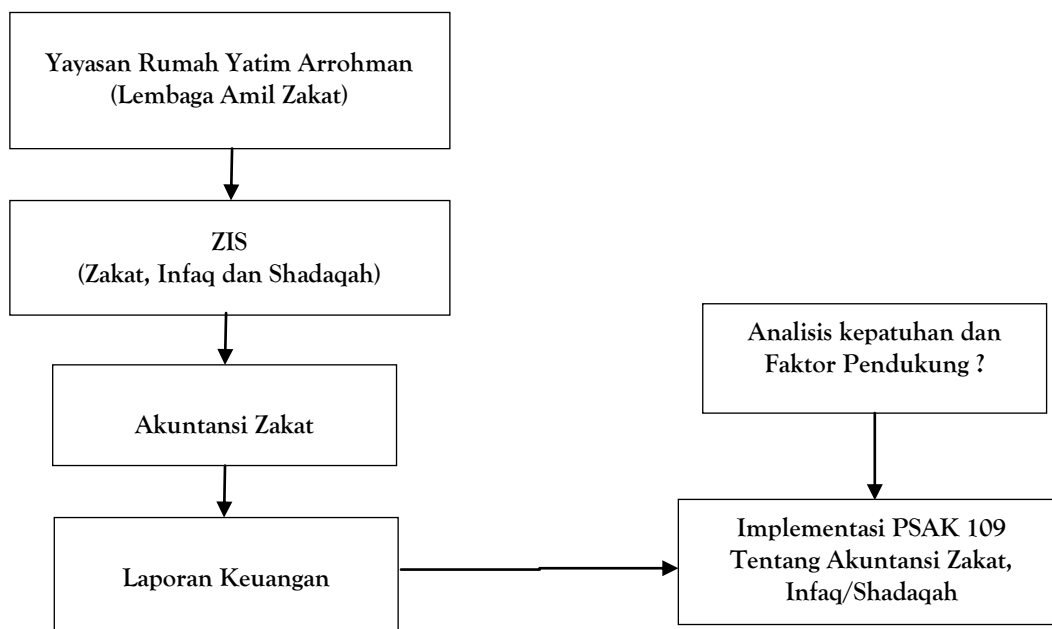 Yayasan Rumah Yatim Arrohman
(Lembaga Amil Zakat)
ZIS
(Zakat, Infaq dan Shadaqah)
Akuntansi Zakat
Laporan Keuangan
Analisis kepatuhan dan
Faktor Pendukung ?
Implementasi PSAK 109
Tentang Akuntansi Zakat,
Infaq/Shadaqah